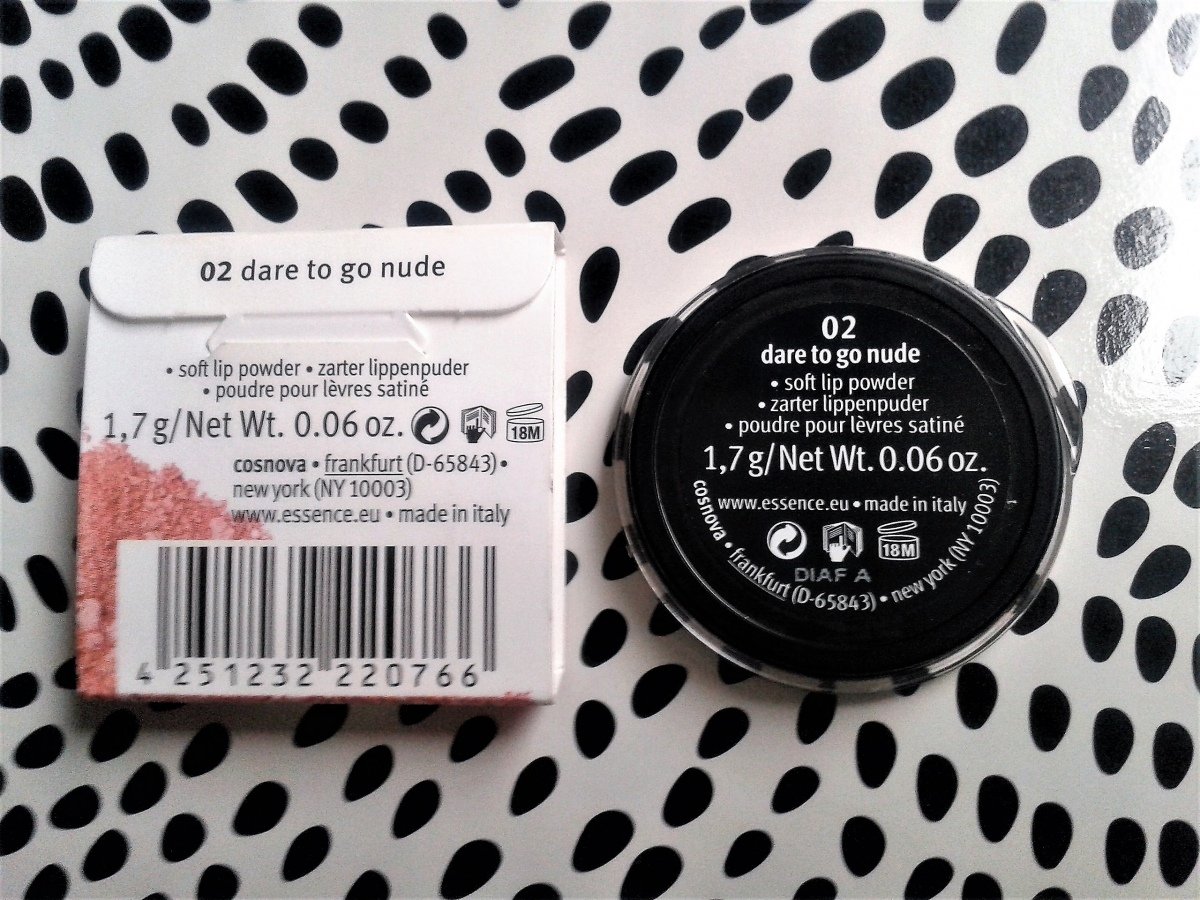 02 dare to go nude
• soft lip powder • zarter lippenpuder
• poudre pour lèvres satiné
1,7 g/Net Wt. 0.06 oz.
18M
cosnova • frankfurt (D-65843) •
new york (NY 10003)
www.essence.eu • made in italy
4 251232 220766
02
dare to go nude
• soft lip powder
• zarter lippenpuder
• poudre pour lèvres satiné
1,7 g/Net Wt. 0.06 oz.
www.essence.eu • made in italy
18M
DIAF A
cosnova • frankfurt (D-65843) • new york (NY 10003)